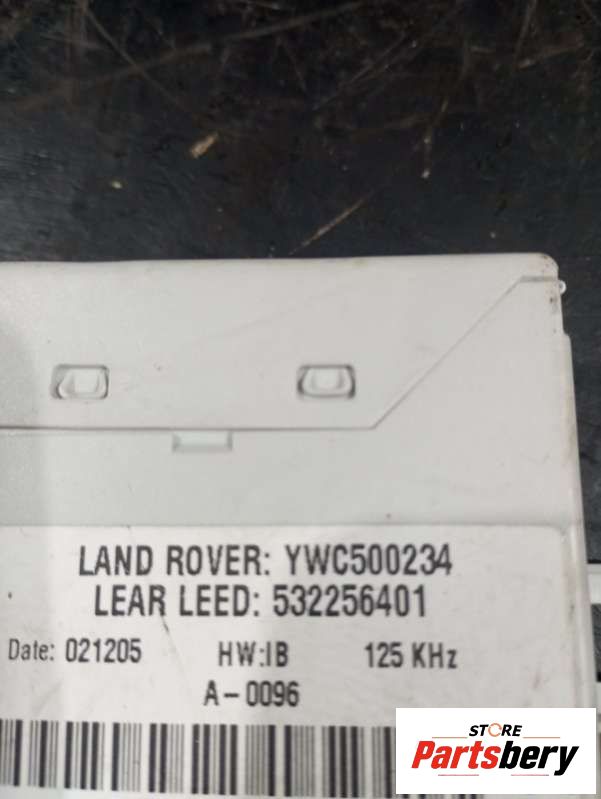 LAND ROVER: YWC500234
LEAR LEED: 532256401
Date: 021205 HW:IB 125 KHz
A-0096
STORE
Partsbery